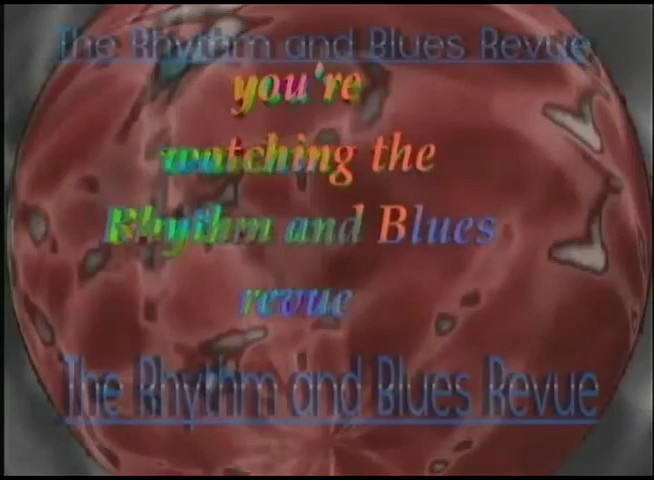 The Rhythm and Blues Revue
you're
watching the
Rhythm and Blues
revue
The Rhythm and Blues Revue